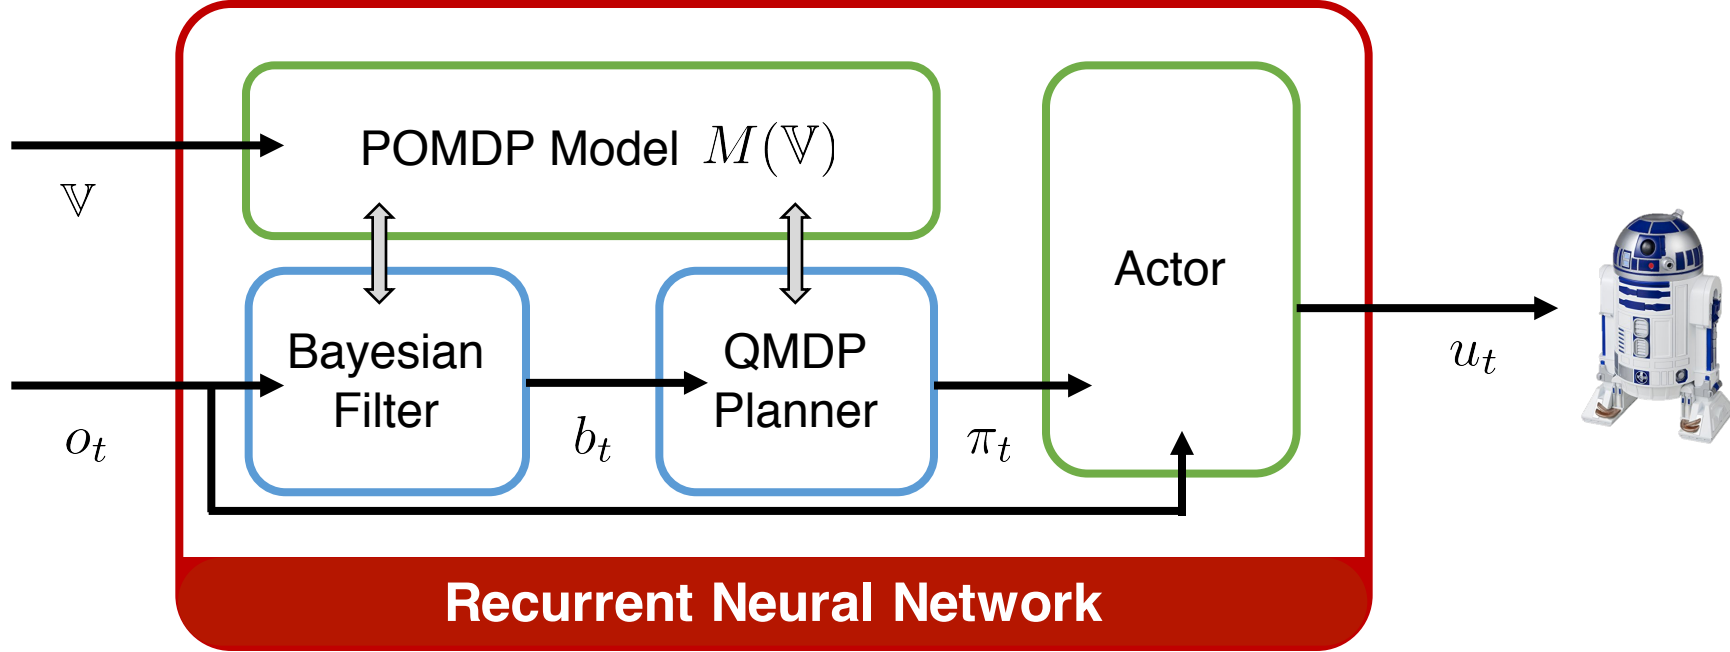 POMDP Model M(𝕍)
𝕍
Actor
Bayesian
Filter
QMDP
Planner
o_t
b_t
π_t
u_t
Recurrent Neural Network